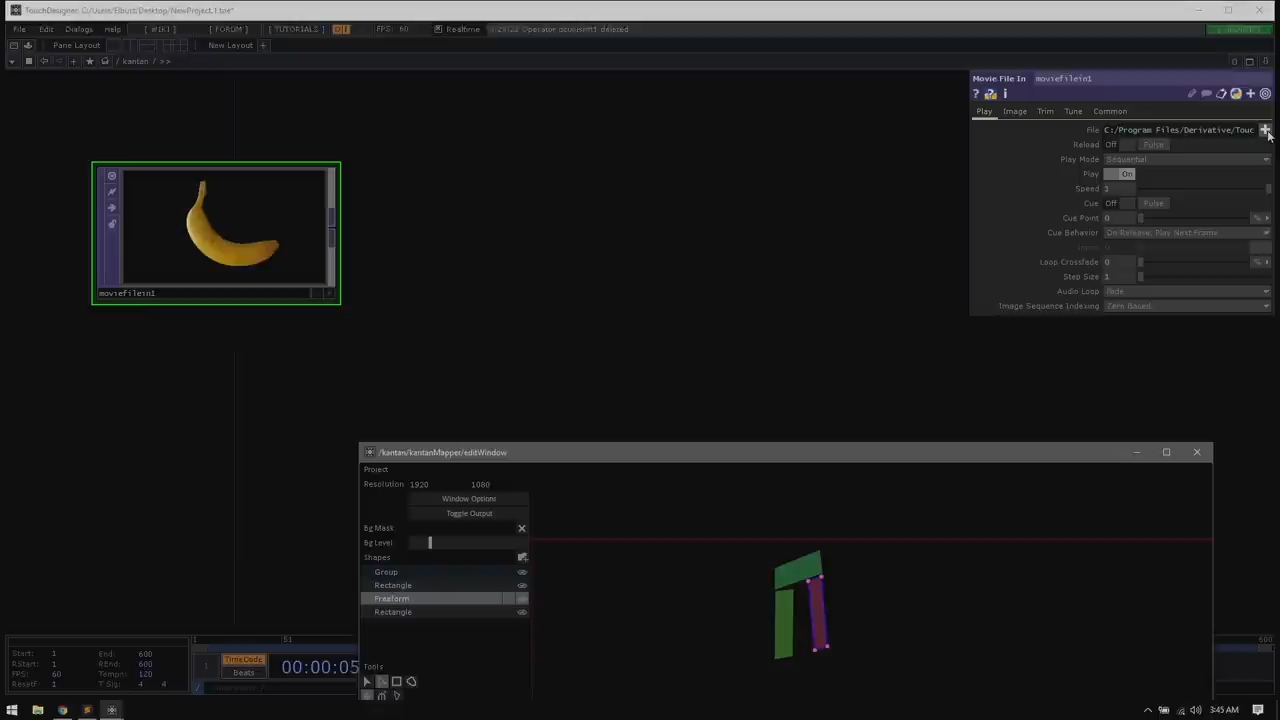 TouchDesigner: C:/Users/Elbust/Desktop/NewProject.1.toe*
File Edit Dialogs Help [ WIKI ] [ FORUM ] [ TUTORIALS ] FPS: 60 Realtime
Pane Layout New Layout +
/ kantan / >>
Movie File In moviefilein1
Play Image Trim Tune Common
File C:/Program Files/Derivative/Touc
Reload Off Pulse
Play Mode Sequential
Play On
Speed 1
Cue Off Pulse
Cue Point 0
Cue Behavior On Release, Play Next Frame
Loop Crossfade 0
Step Size 1
Audio Loop Fade
Image Sequence Indexing Zero Based
moviefilein1
/kantan/kantanMapper/editWindow
Project
Resolution 1920 1080
Window Options
Toggle Output
Bg Mask
Bg Level
Shapes
Group
Rectangle
Freeform
Rectangle
Tools
Start: 1 End: 600
RStart: 1 REnd: 600
FPS: 60 Tempo: 120
ResetF: 1 T Sig: 4 4
1 51 600
TimeCode
Beats
00:00:05
3:45 AM